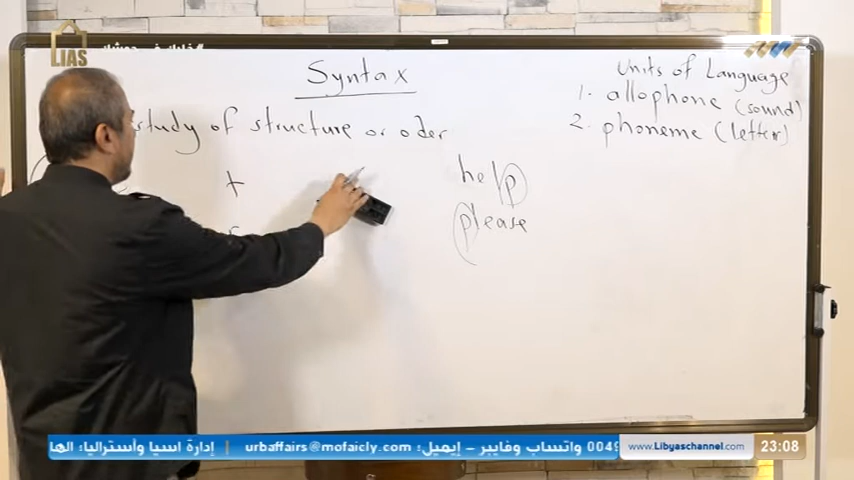 LIAS
Syntax
study of structure or oder
Units of Language
1. allophone (sound)
2. phoneme (letter)
t
r
help
please
إدارة اسيا وأستراليا: الها | urbaffairs@mofaicly.com :واتساب وفايبر – إيميل 0049
www.Libyaschannel.com
23:08